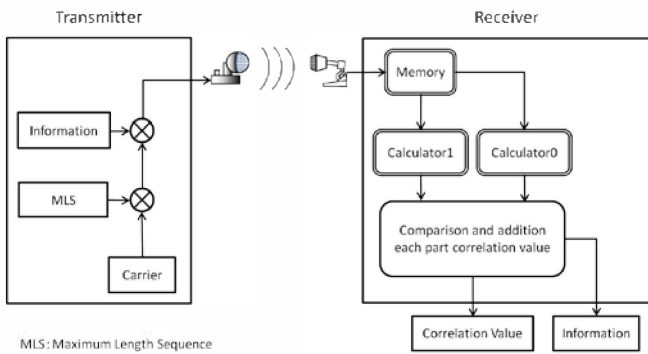 Transmitter
Receiver
Memory
Information
Calculator1
Calculator0
MLS
Comparison and addition
each part correlation value
Carrier
Correlation Value
Information
MLS: Maximum Length Sequence